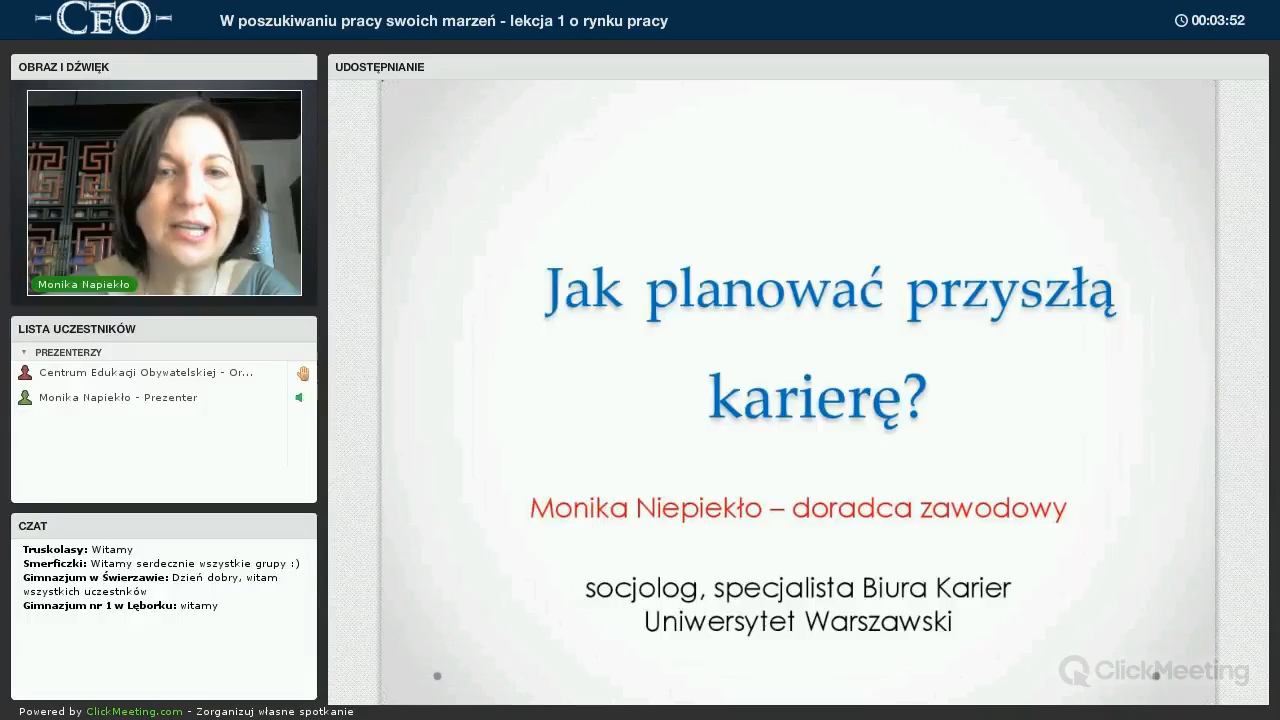 CEO
W poszukiwaniu pracy swoich marzeń - lekcja 1 o rynku pracy
00:03:52
OBRAZ I DŹWIĘK
Monika Napiekło
LISTA UCZESTNIKÓW
PREZENTERZY
Centrum Edukacji Obywatelskiej - Or...
Monika Napiekło - Prezenter
CZAT
Truskolasy: Witamy
Smerficzki: Witamy serdecznie wszystkie grupy :)
Gimnazjum w Świerzawie: Dzień dobry, witam
wszystkich uczestnków
Gimnazjum nr 1 w Lęborku: witamy
UDOSTĘPNIANIE
Jak planować przyszłą
karierę?
Monika Niepiekło – doradca zawodowy
socjolog, specjalista Biura Karier
Uniwersytet Warszawski
ClickMeeting
Powered by ClickMeeting.com - Zorganizuj własne spotkanie